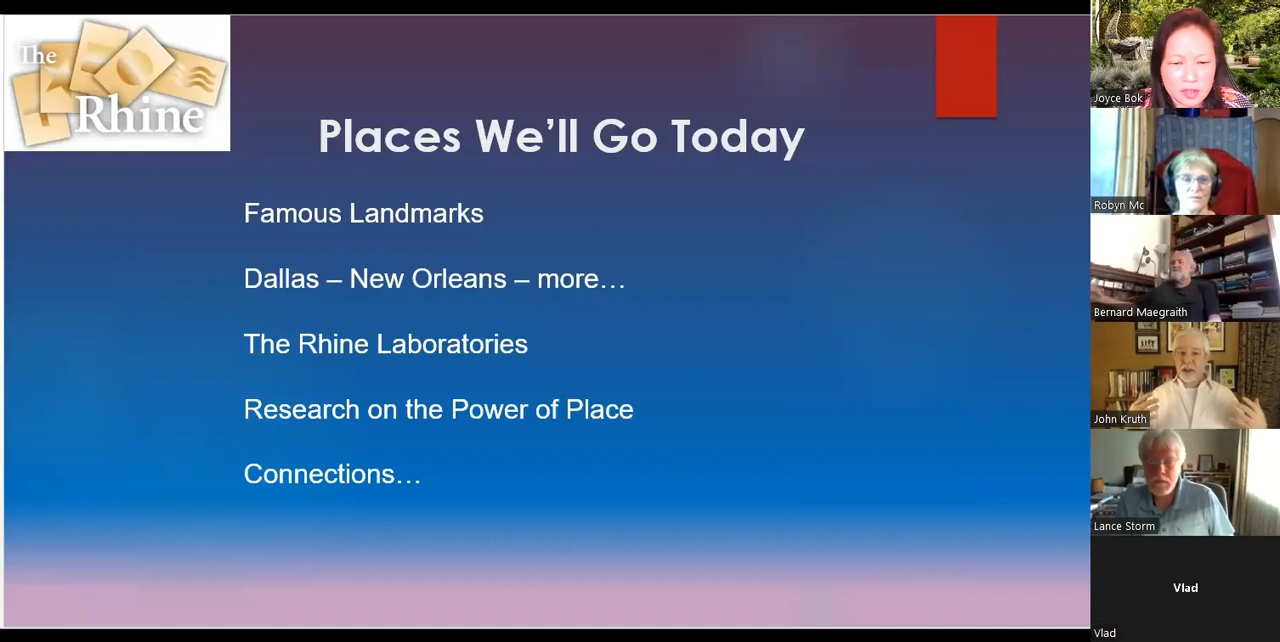 The
Rhine
Places We'll Go Today
Famous Landmarks
Dallas – New Orleans – more…
The Rhine Laboratories
Research on the Power of Place
Connections…
Joyce Bok
Robyn Mc
Bernard Maegraith
John Kruth
Lance Storm
Vlad
Vlad